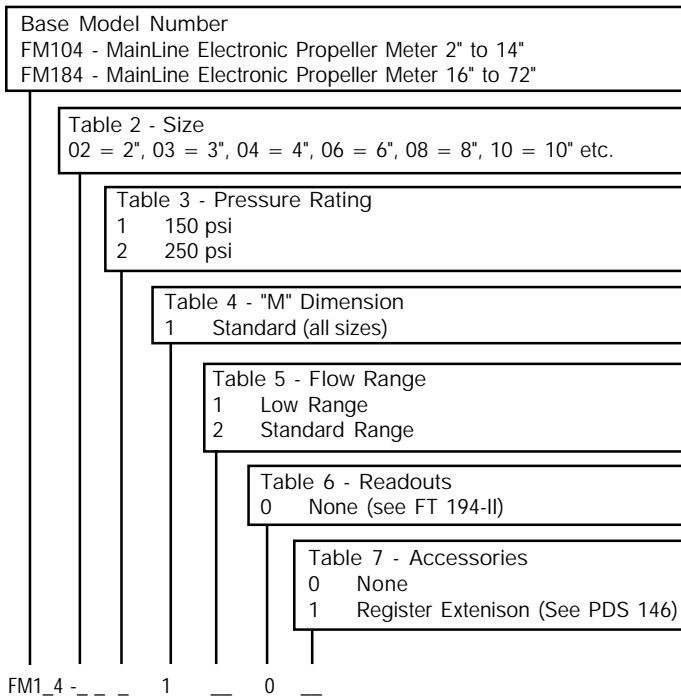 Base Model Number
FM104 - MainLine Electronic Propeller Meter 2" to 14"
FM184 - MainLine Electronic Propeller Meter 16" to 72"
Table 2 - Size
02 = 2", 03 = 3", 04 = 4", 06 = 6", 08 = 8", 10 = 10" etc.
Table 3 - Pressure Rating
1 150 psi
2 250 psi
Table 4 - "M" Dimension
1 Standard (all sizes)
Table 5 - Flow Range
1 Low Range
2 Standard Range
Table 6 - Readouts
0 None (see FT 194-II)
Table 7 - Accessories
0 None
1 Register Extenison (See PDS 146)
FM1_4 -_ _ _ 1 __ 0 __